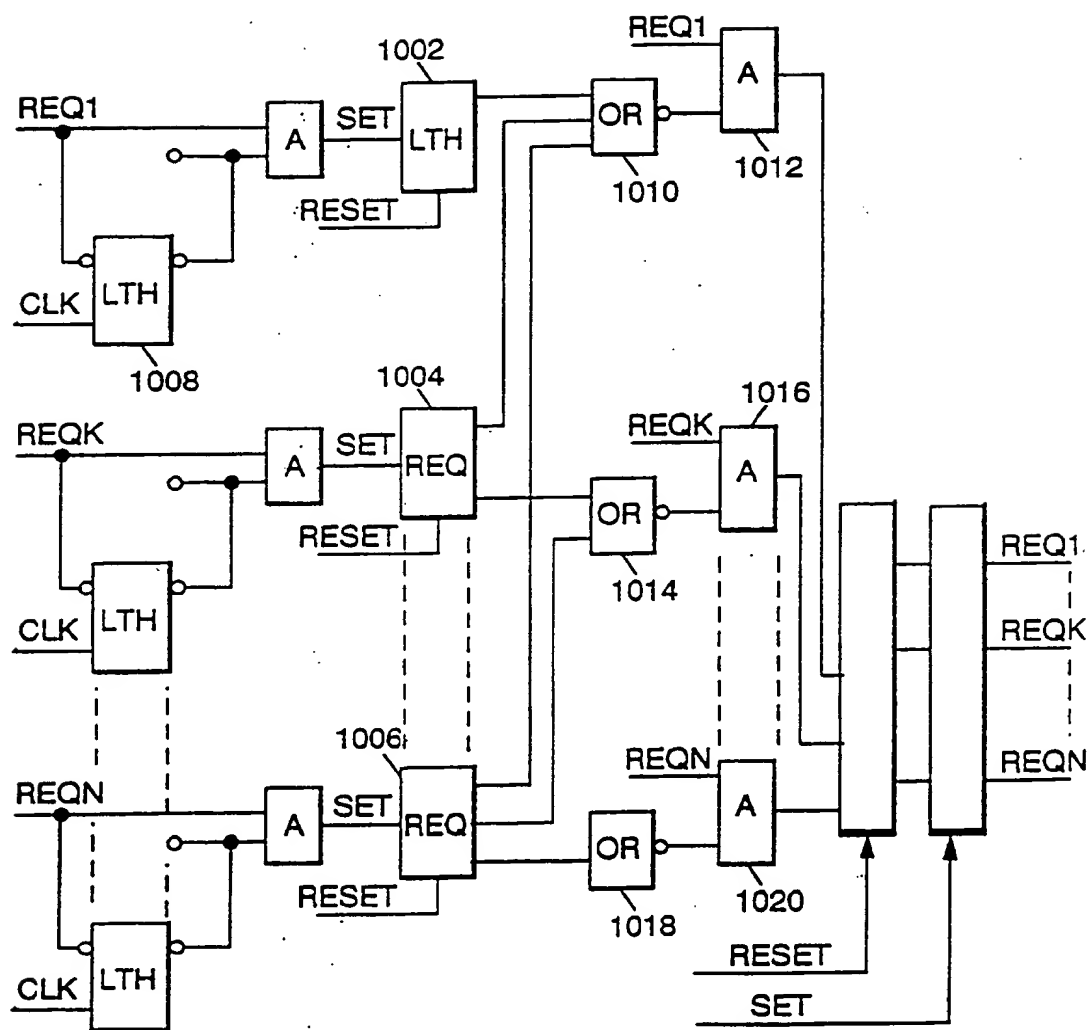 REQ1
A
1002
SET
LTH
RESET
LTH
CLK
1008
OR
1010
REQ1
A
1012
REQK
A
1004
SET
REQ
RESET
LTH
CLK
OR
1014
REQK
1016
A
REQN
A
1006
SET
REQ
RESET
LTH
CLK
OR
1018
REQN
A
1020
REQ1
REQK
REQN
RESET
SET